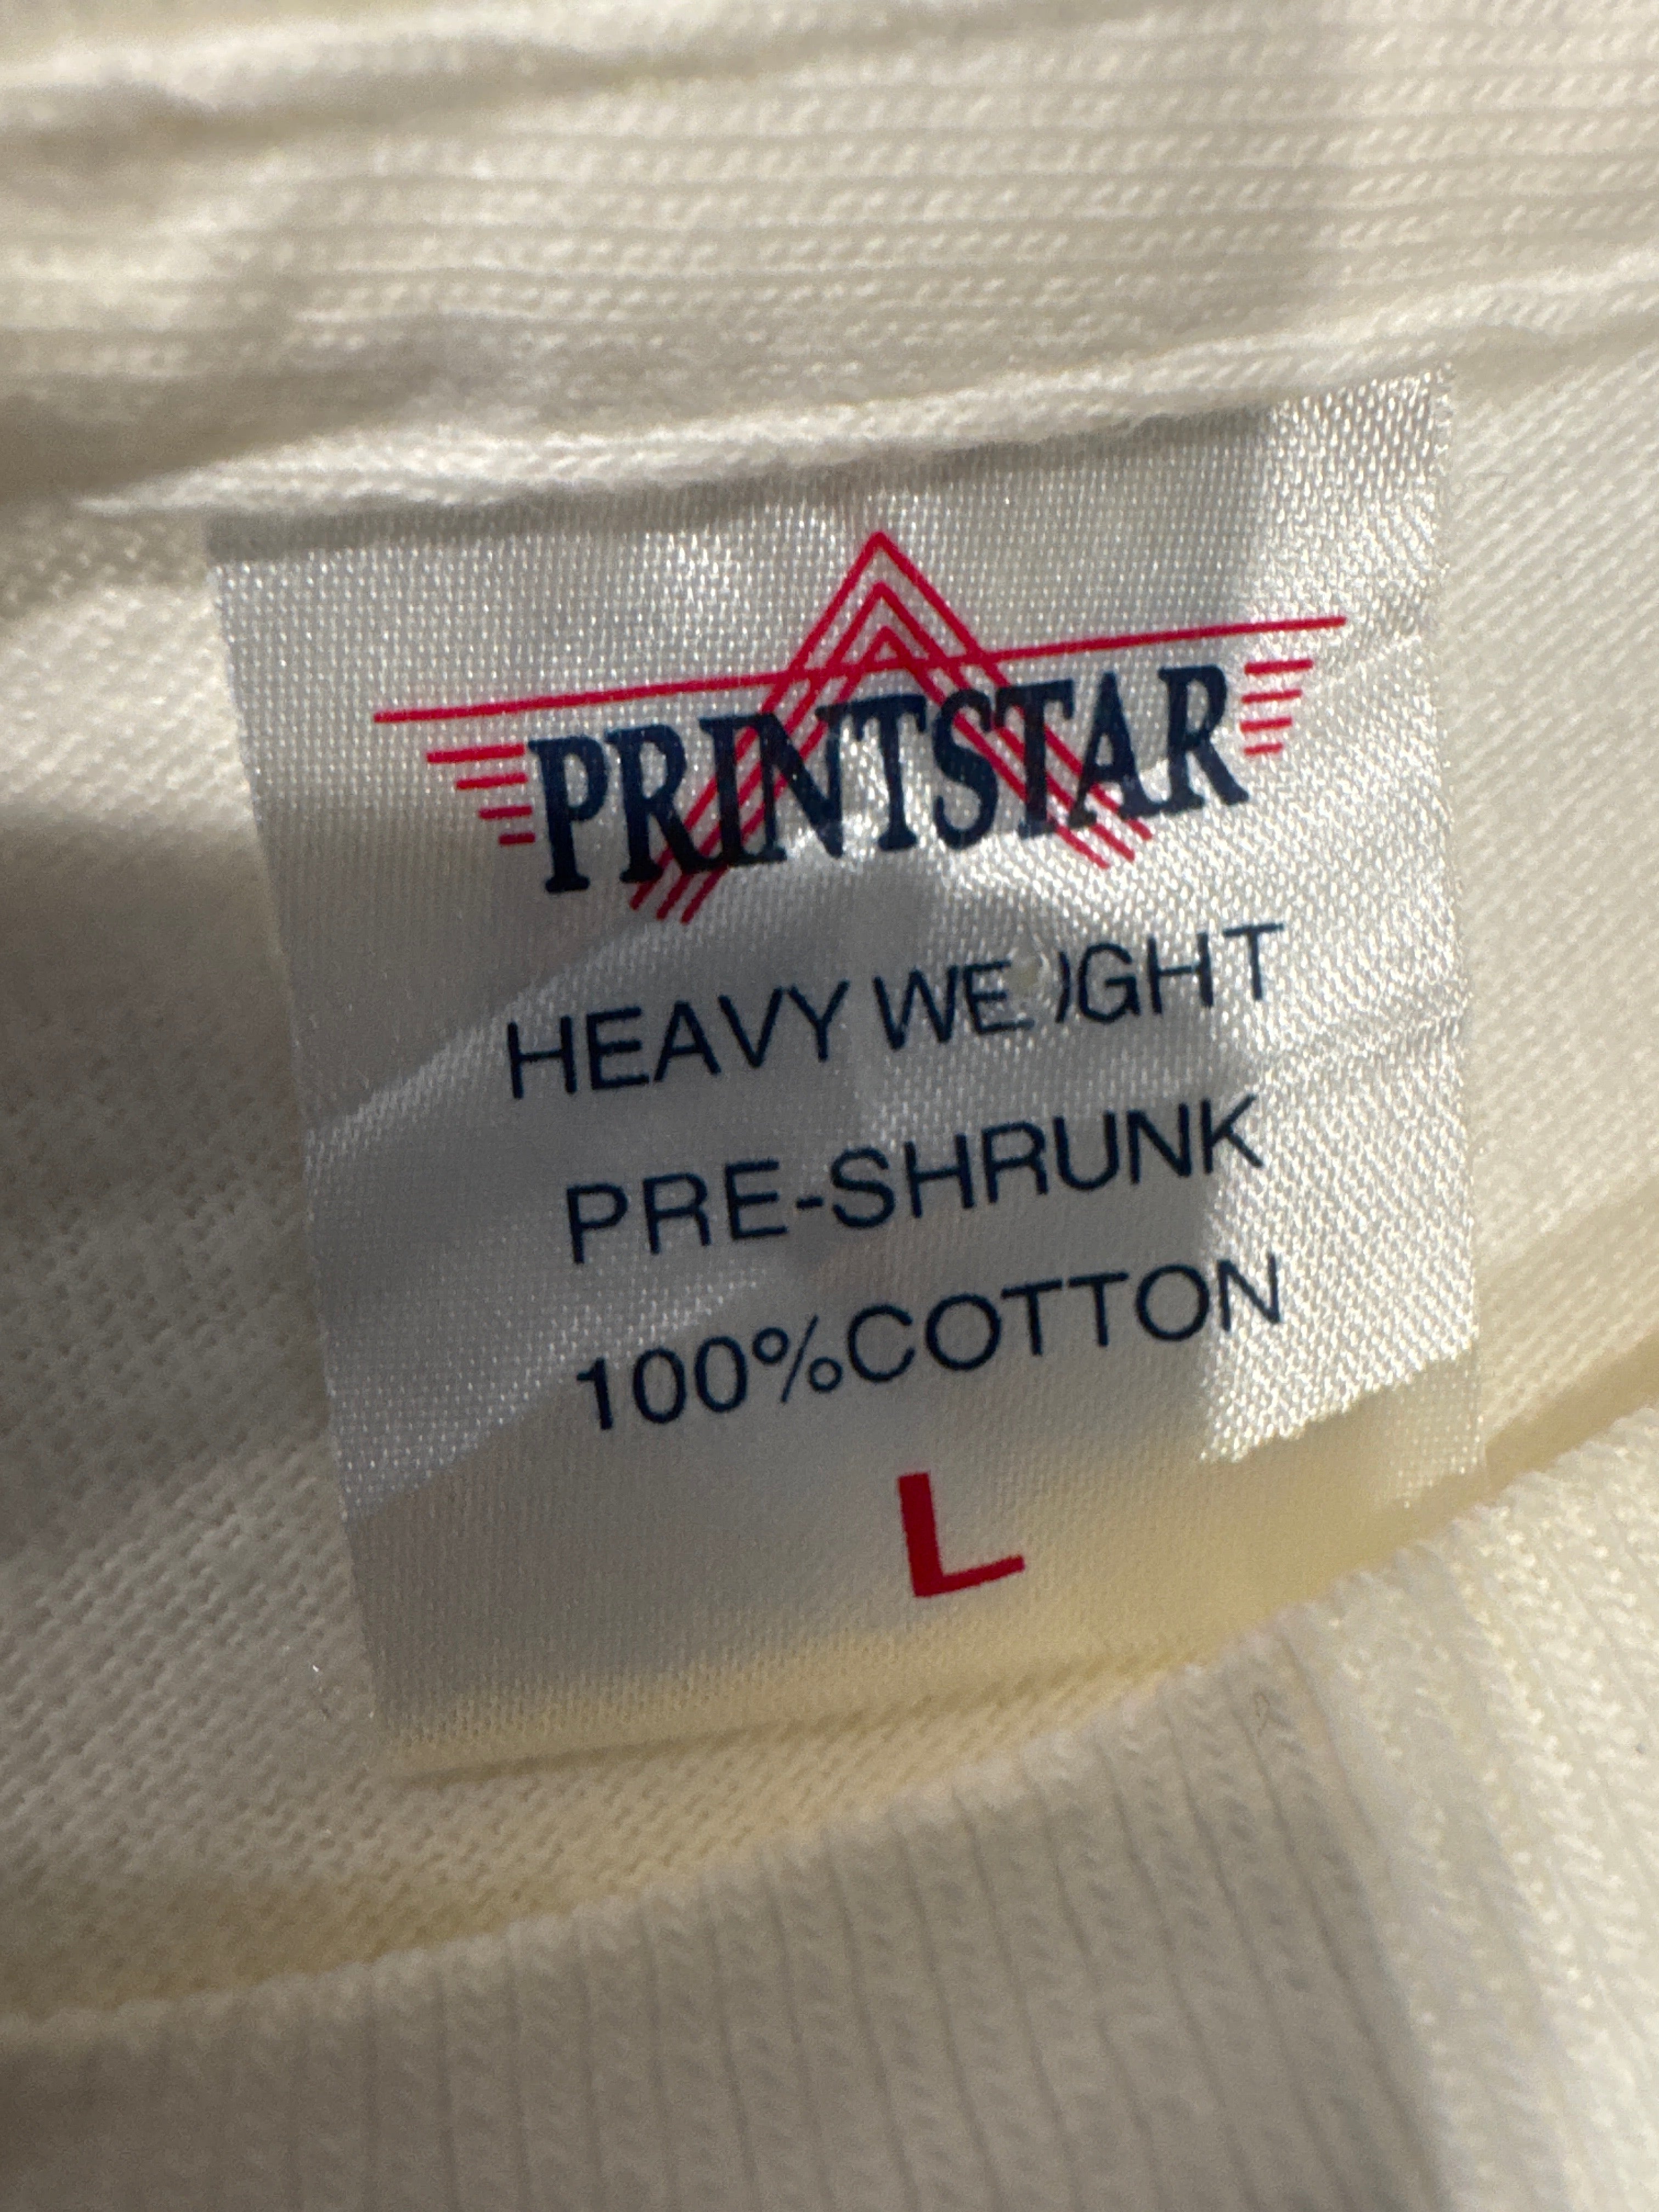 PRINTSTAR
HEAVY WEIGHT
PRE-SHRUNK
100%COTTON
L